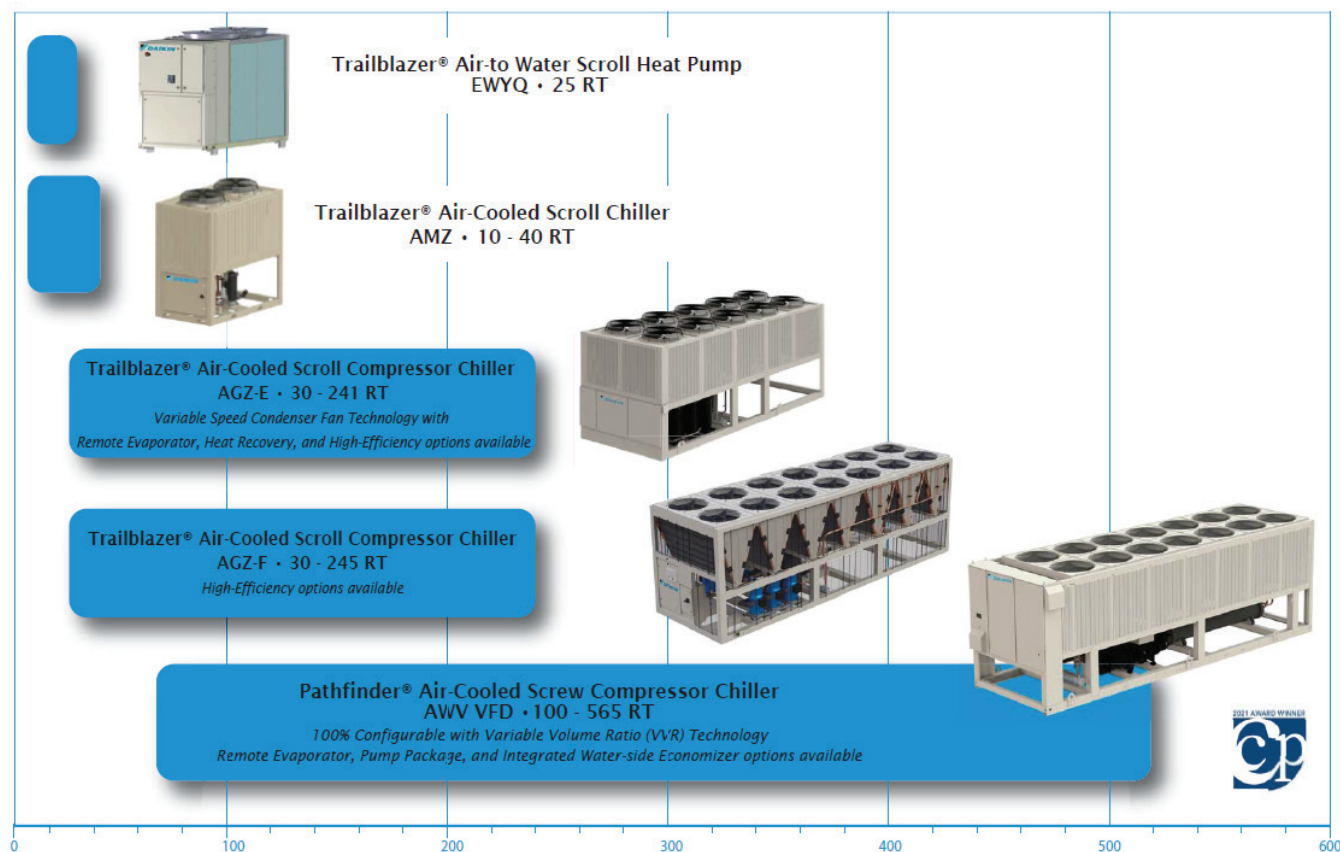 DAIKIN
Trailblazer® Air-to Water Scroll Heat Pump
EWYQ • 25 RT
Trailblazer® Air-Cooled Scroll Chiller
AMZ • 10 - 40 RT
DAIKIN
Trailblazer® Air-Cooled Scroll Compressor Chiller
AGZ-E • 30 - 241 RT
Variable Speed Condenser Fan Technology with
Remote Evaporator, Heat Recovery, and High-Efficiency options available
Trailblazer® Air-Cooled Scroll Compressor Chiller
AGZ-F • 30 - 245 RT
High-Efficiency options available
Pathfinder® Air-Cooled Screw Compressor Chiller
AWV VFD • 100 - 565 RT
100% Configurable with Variable Volume Ratio (VVR) Technology
Remote Evaporator, Pump Package, and Integrated Water-side Economizer options available
2021 AWARD WINNER
cp
0 100 200 300 400 500 600